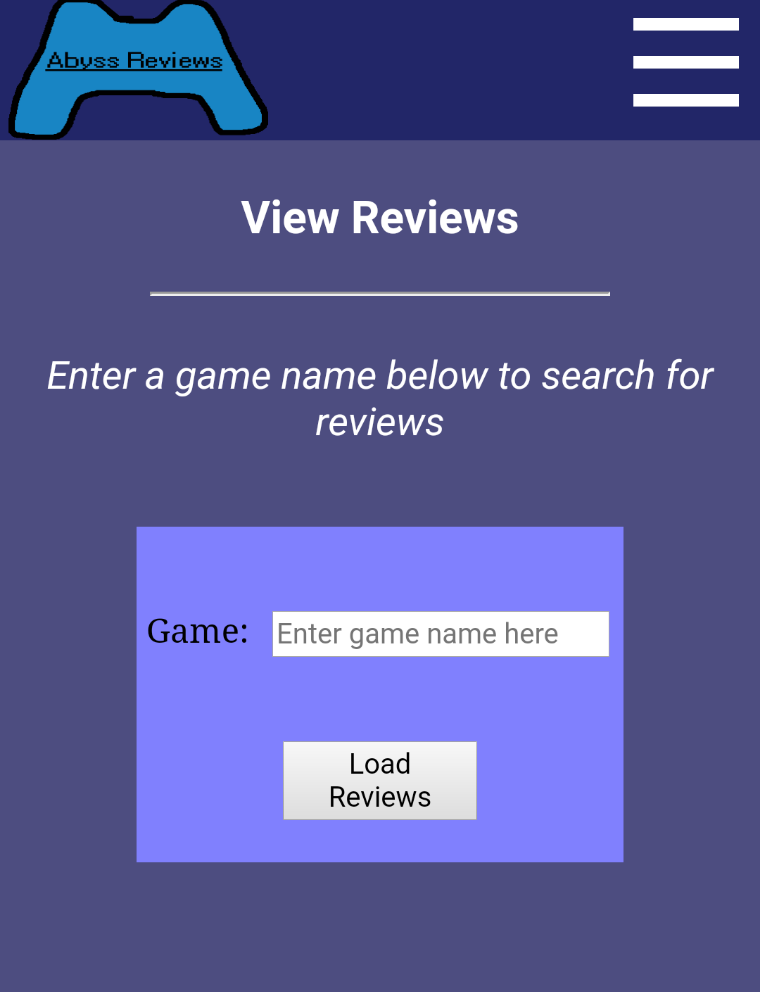 Abyss Reviews
View Reviews
Enter a game name below to search for
reviews
Game:
Enter game name here
Load
Reviews